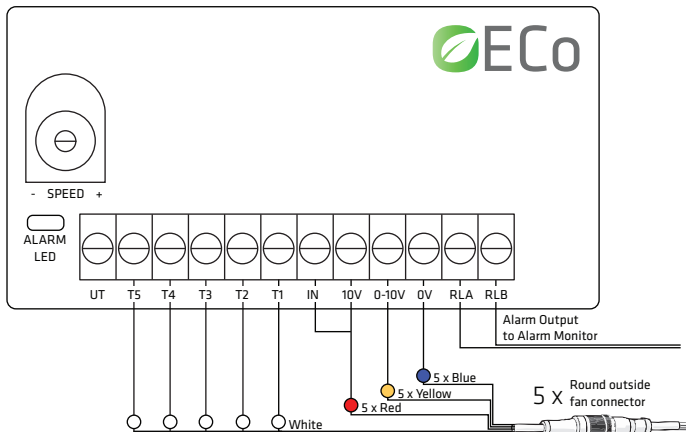 ECo
- SPEED +
ALARM
LED
UT T5 T4 T3 T2 T1 IN 10V 0-10V 0V RLA RLB
Alarm Output
to Alarm Monitor
5 x Blue
5 x Yellow
5 x Red
White
5 x Round outside
fan connector